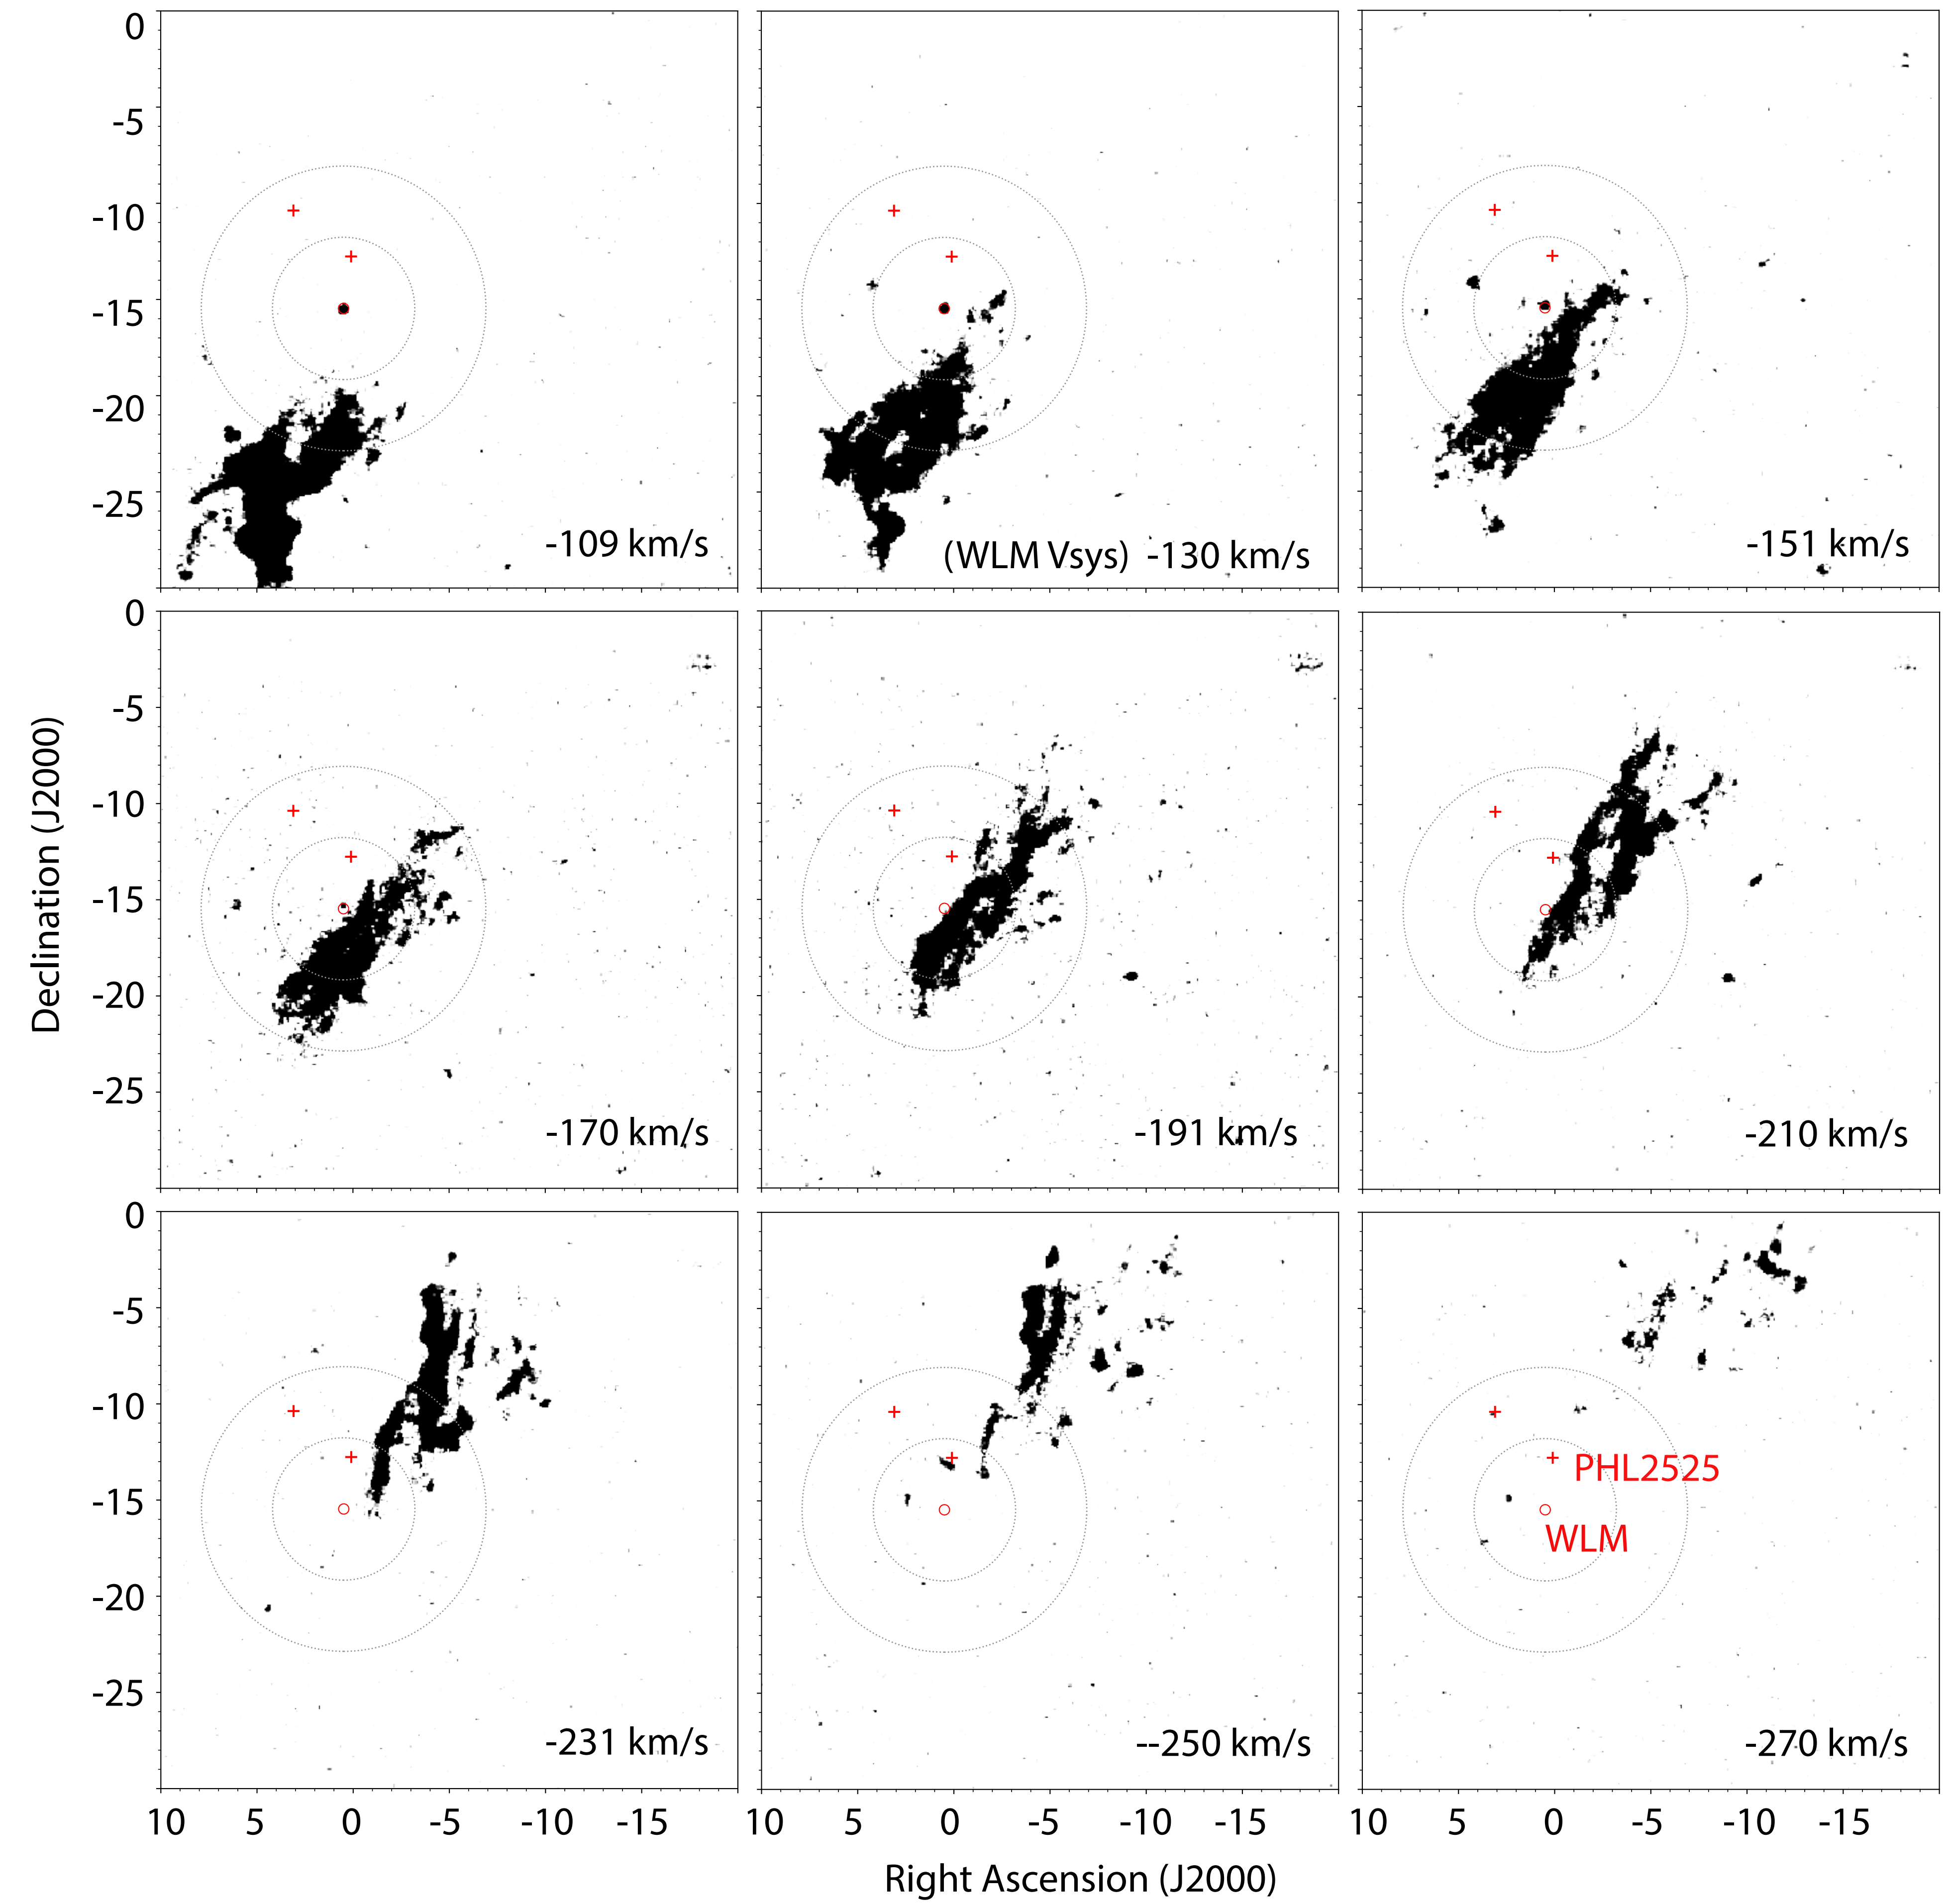 0
-5
-10
-15
-20
-25
-109 km/s
(WLM Vsys) -130 km/s
-151 km/s
Declination (J2000)
0
-5
-10
-15
-20
-25
-170 km/s
-191 km/s
-210 km/s
0
-5
-10
-15
-20
-25
-231 km/s
--250 km/s
PHL2525
WLM
-270 km/s
10 5 0 -5 -10 -15
10 5 0 -5 -10 -15
10 5 0 -5 -10 -15
Right Ascension (J2000)